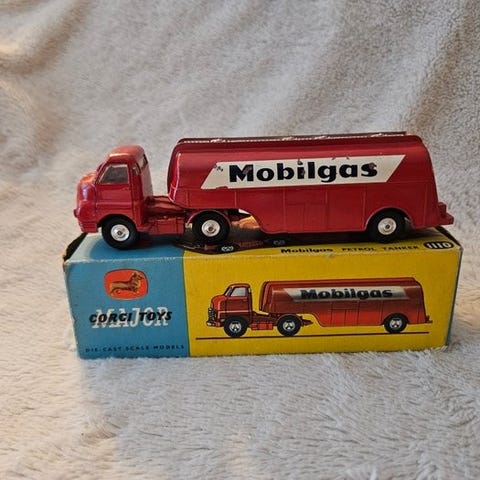 Mobilgas
Mobilgas PETROL TANKER 1110
CORGI TOYS
MAJOR
DIE-CAST SCALE MODELS
Mobilgas